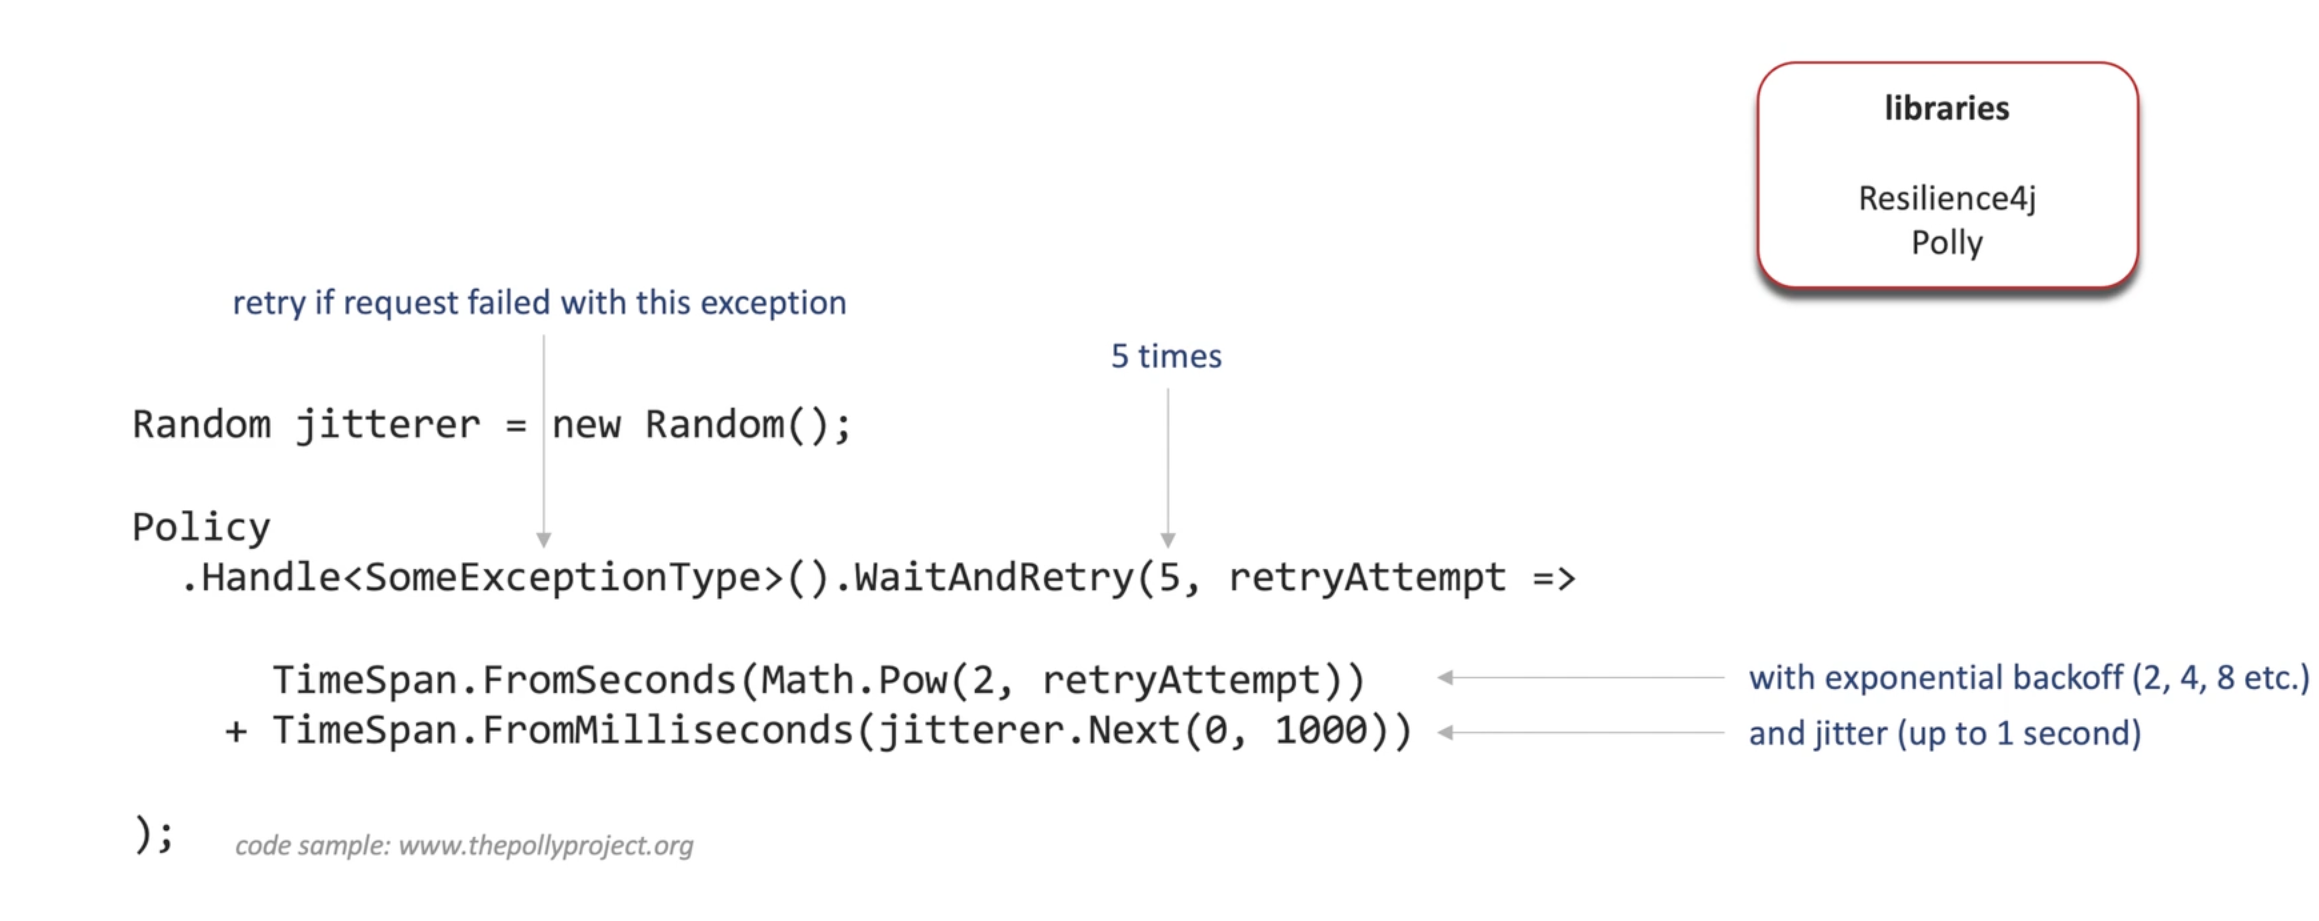 libraries
Resilience4j
Polly
retry if request failed with this exception
5 times
Random jitterer = new Random();
Policy
.Handle<SomeExceptionType>().WaitAndRetry(5, retryAttempt =>
TimeSpan.FromSeconds(Math.Pow(2, retryAttempt))
with exponential backoff (2, 4, 8 etc.)
+ TimeSpan.FromMilliseconds(jitterer.Next(0, 1000))
and jitter (up to 1 second)
);
code sample: www.thepollyproject.org